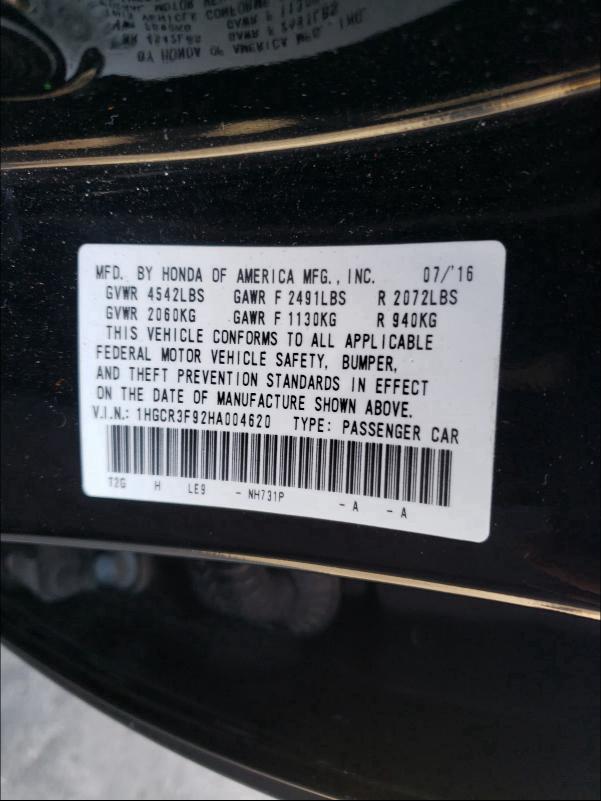 MFD. BY HONDA OF AMERICA MFG., INC. 07/'16
GVWR 4542LBS GAWR F 2491LBS R 2072LBS
GVWR 2060KG GAWR F 1130KG R 940KG
THIS VEHICLE CONFORMS TO ALL APPLICABLE
FEDERAL MOTOR VEHICLE SAFETY, BUMPER,
AND THEFT PREVENTION STANDARDS IN EFFECT
ON THE DATE OF MANUFACTURE SHOWN ABOVE.
V.I.N.: 1HGCR3F92HA004620 TYPE: PASSENGER CAR
T2G H LE9 - NH731P - A - A